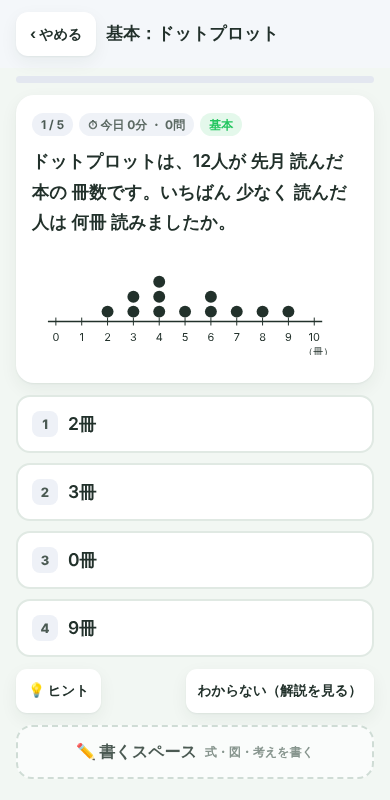 ‹ やめる
基本：ドットプロット
1 / 5
⏱ 今日 0分 ・ 0問
基本
ドットプロットは、12人が 先月 読んだ
本の 冊数です。いちばん 少なく 読んだ
人は 何冊 読みましたか。
0 1 2 3 4 5 6 7 8 9 10
（冊）
1 2冊
2 3冊
3 0冊
4 9冊
💡 ヒント
わからない（解説を見る）
✏️ 書くスペース 式・図・考えを書く